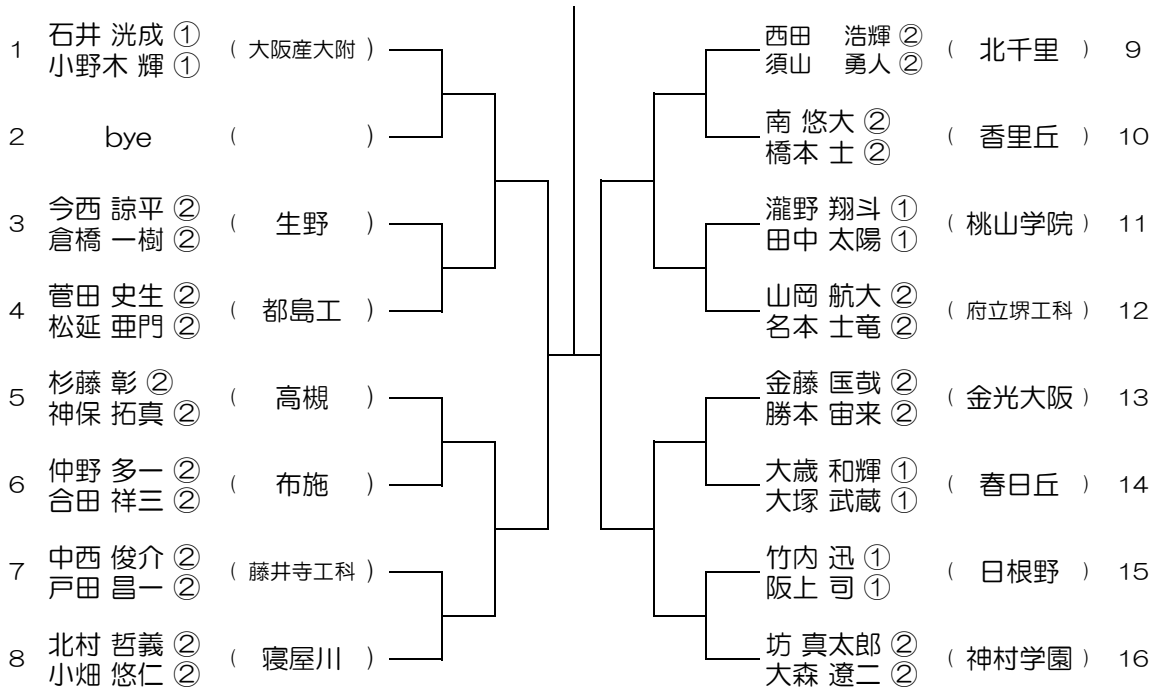 1 石井 洸成 ① ( 大阪産大附 )
小野木 輝 ①
2 bye ( )
3 今西 諒平 ② ( 生野 )
倉橋 一樹 ②
4 菅田 史生 ② ( 都島工 )
松延 亜門 ②
5 杉藤 彰 ② ( 高槻 )
神保 拓真 ②
6 仲野 多一 ② ( 布施 )
合田 祥三 ②
7 中西 俊介 ② ( 藤井寺工科 )
戸田 昌一 ②
8 北村 哲義 ② ( 寝屋川 )
小畑 悠仁 ②
西田 浩輝 ② ( 北千里 ) 9
須山 勇人 ②
南 悠大 ② ( 香里丘 ) 10
橋本 士 ②
瀧野 翔斗 ① ( 桃山学院 ) 11
田中 太陽 ①
山岡 航大 ② ( 府立堺工科 ) 12
名本 士竜 ②
金藤 匡哉 ② ( 金光大阪 ) 13
勝本 宙来 ②
大歳 和輝 ① ( 春日丘 ) 14
大塚 武蔵 ①
竹内 迅 ① ( 日根野 ) 15
阪上 司 ①
坊 真太郎 ② ( 神村学園 ) 16
大森 遼二 ②